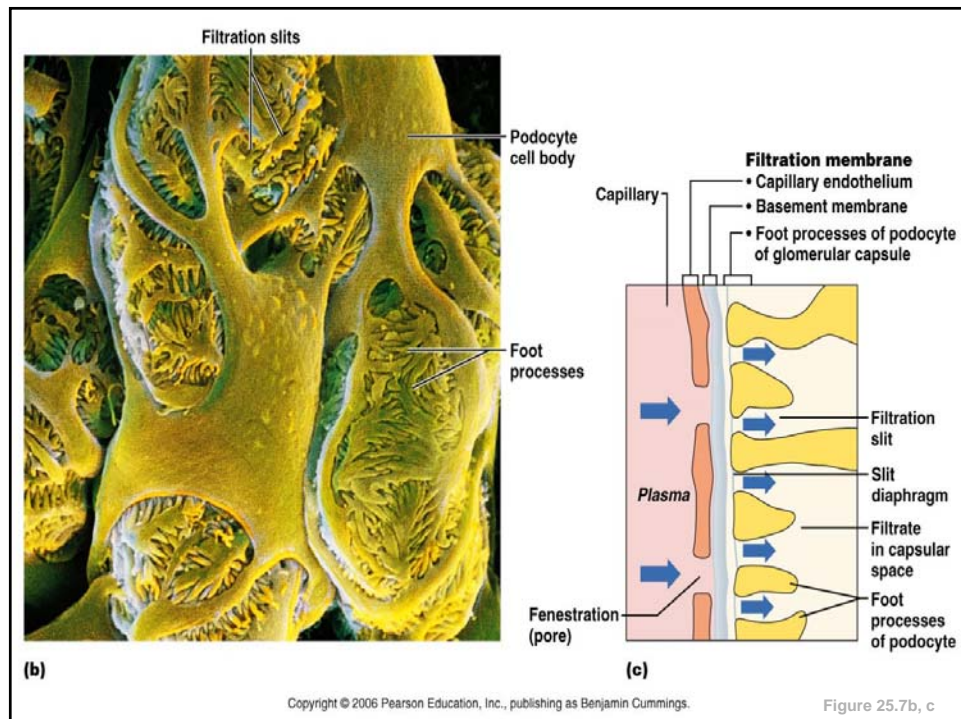 Filtration slits
Podocyte
cell body
Foot
processes
(b)
Filtration membrane
• Capillary endothelium
• Basement membrane
• Foot processes of podocyte
of glomerular capsule
Capillary
Filtration
slit
Slit
diaphragm
Plasma
Filtrate
in capsular
space
Fenestration
(pore)
Foot
processes
of podocyte
(c)
Copyright © 2006 Pearson Education, Inc., publishing as Benjamin Cummings.
Figure 25.7b, c